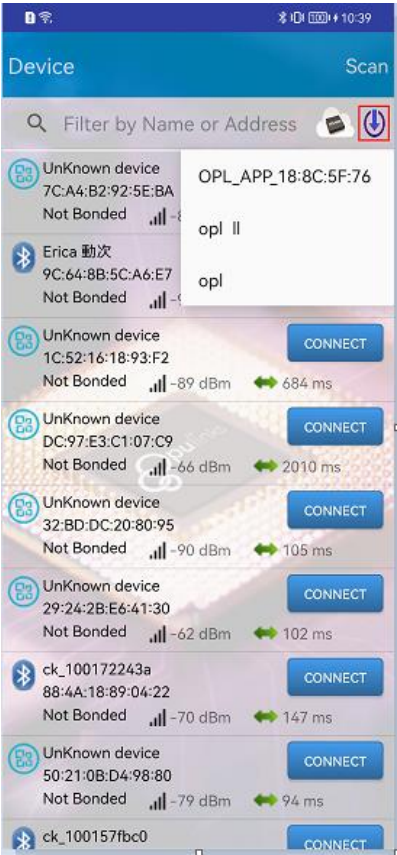 100 10:39
Device Scan
Filter by Name or Address
OPL_APP_18:8C:5F:76
opl ll
opl
UnKnown device
7C:A4:B2:92:5E:BA
Not Bonded
Erica 動次
9C:64:8B:5C:A6:E7
Not Bonded
UnKnown device
CONNECT
1C:52:16:18:93:F2
Not Bonded -89 dBm 684 ms
UnKnown device
CONNECT
DC:97:E3:C1:07:C9
Not Bonded -66 dBm 2010 ms
UnKnown device
CONNECT
32:BD:DC:20:80:95
Not Bonded -90 dBm 105 ms
UnKnown device
CONNECT
29:24:2B:E6:41:30
Not Bonded -62 dBm 102 ms
ck_100172243a
CONNECT
88:4A:18:89:04:22
Not Bonded -70 dBm 147 ms
UnKnown device
CONNECT
50:21:0B:D4:98:80
Not Bonded -79 dBm 94 ms
ck_100157fbc0
CONNECT